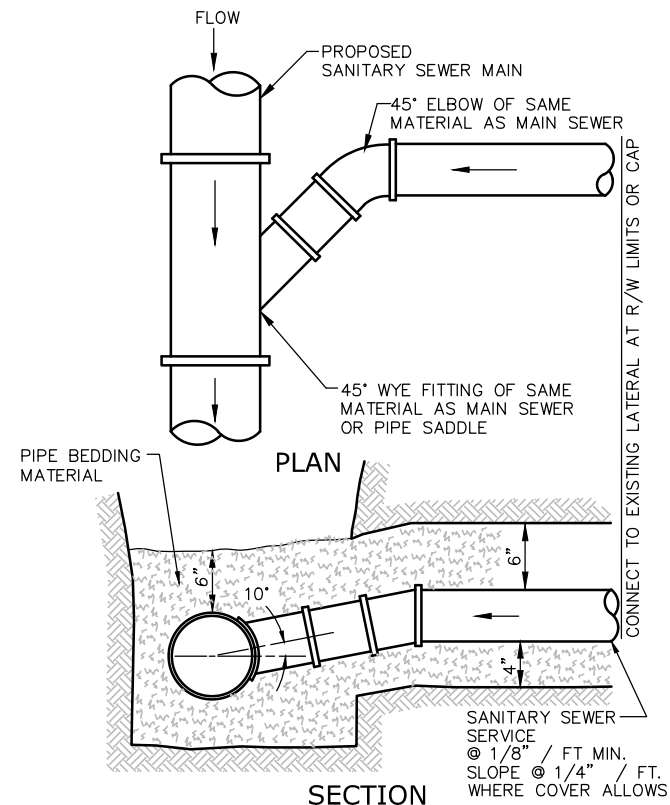 FLOW
PROPOSED
SANITARY SEWER MAIN
45° ELBOW OF SAME
MATERIAL AS MAIN SEWER
CONNECT TO EXISTING LATERAL AT R/W LIMITS OR CAP
45° WYE FITTING OF SAME
MATERIAL AS MAIN SEWER
OR PIPE SADDLE
PLAN
PIPE BEDDING
MATERIAL
6"
10°
6"
4"
SANITARY SEWER
SERVICE
@ 1/8" / FT MIN.
SLOPE @ 1/4" / FT.
WHERE COVER ALLOWS
SECTION